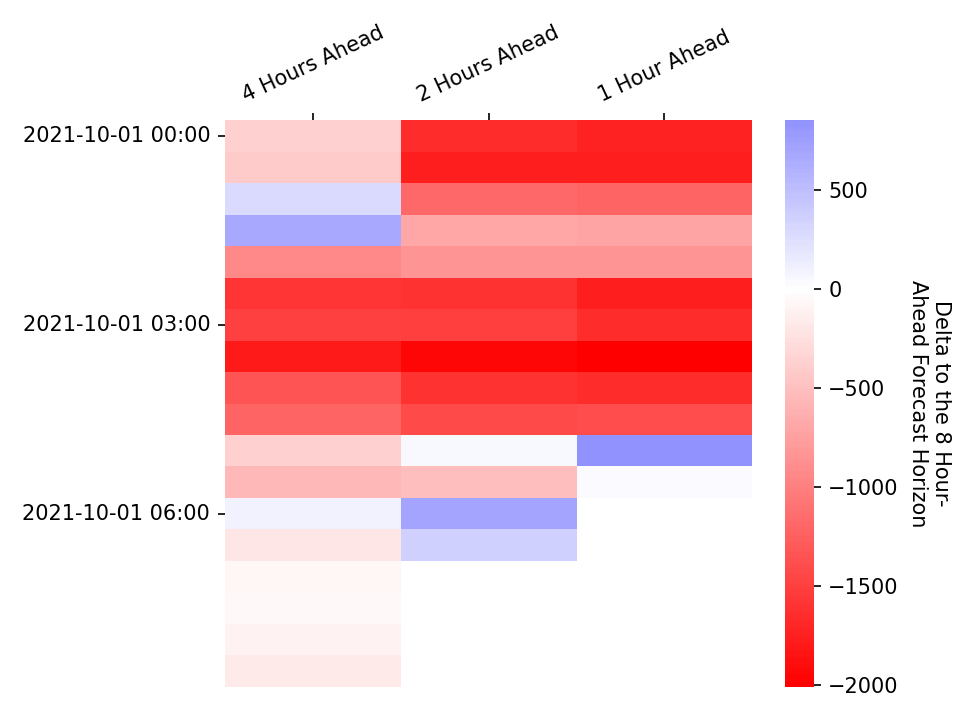 4 Hours Ahead
2 Hours Ahead
1 Hour Ahead
2021-10-01 00:00
2021-10-01 03:00
2021-10-01 06:00
500
0
−500
−1000
−1500
−2000
Delta to the 8 Hour-
Ahead Forecast Horizon